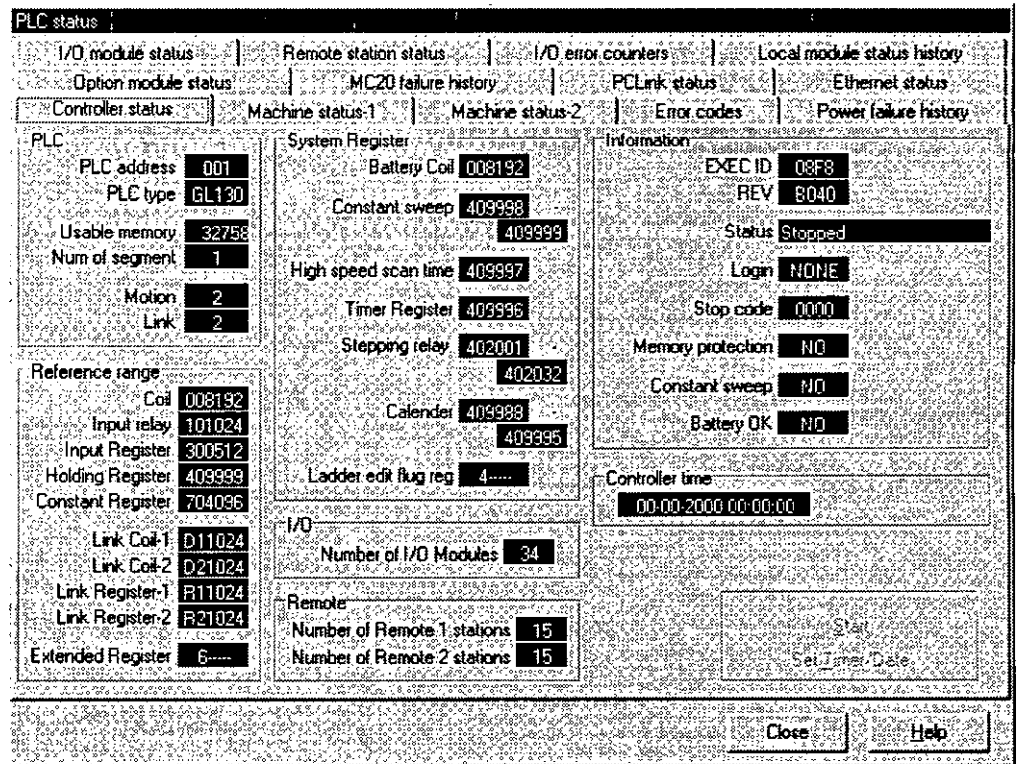 PLC status
I/O module status
Remote station status
I/O error counters
Local module status history
Option module status
MC20 failure history
PCLink status
Ethernet status
Controller status
Machine status-1
Machine status-2
Error codes
Power failure history
PLC
PLC address 001
PLC type GL130
Usable memory 32758
Num of segment 1
Motion 2
Link 2
Reference range
Coil 008192
Input relay 101024
Input Register 300512
Holding Register 409999
Constant Register 704096
Link Coil-1 D11024
Link Coil-2 D21024
Link Register-1 R11024
Link Register-2 R21024
Extended Register 6-----
System Register
Battery Coil 008192
Constant sweep 409998 -
409999
High speed scan time 409997
Timer Register 409996
Stepping relay 402001 -
402032
Calender 409988 -
409995
Ladder edit flug reg 4-----
I/O
Number of I/O Modules 34
Remote
Number of Remote 1 stations 15
Number of Remote 2 stations 15
Information
EXEC ID 08F8
REV B040
Status Stopped
Login NONE
Stop code 0000
Memory protection NO
Constant sweep NO
Battery OK NO
Controller time
00-00-2000 00:00:00
Start
Set Timer/Date
Close
Help